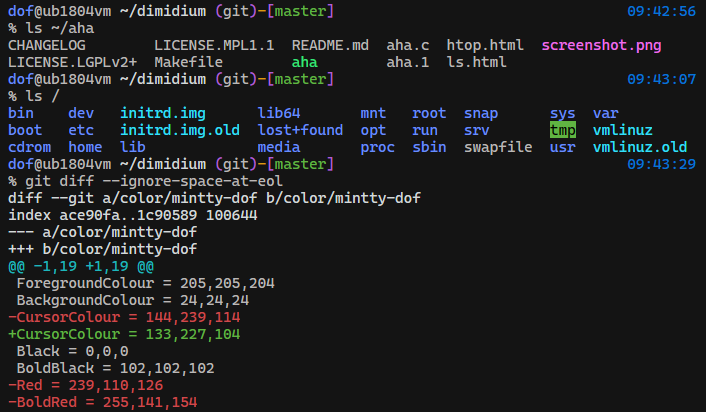 dof@ub1804vm ~/dimidium (git)-[master] 09:42:56
% ls ~/aha
CHANGELOG LICENSE.MPL1.1 README.md aha.c htop.html screenshot.png
LICENSE.LGPLv2+ Makefile aha aha.1 ls.html
dof@ub1804vm ~/dimidium (git)-[master] 09:43:07
% ls /
bin dev initrd.img lib64 mnt root snap sys var
boot etc initrd.img.old lost+found opt run srv tmp vmlinuz
cdrom home lib media proc sbin swapfile usr vmlinuz.old
dof@ub1804vm ~/dimidium (git)-[master] 09:43:29
% git diff --ignore-space-at-eol
diff --git a/color/mintty-dof b/color/mintty-dof
index ace90fa..1c90589 100644
--- a/color/mintty-dof
+++ b/color/mintty-dof
@@ -1,19 +1,19 @@
 ForegroundColour = 205,205,204
 BackgroundColour = 24,24,24
-CursorColour = 144,239,114
+CursorColour = 133,227,104
 Black = 0,0,0
 BoldBlack = 102,102,102
-Red = 239,110,126
-BoldRed = 255,141,154